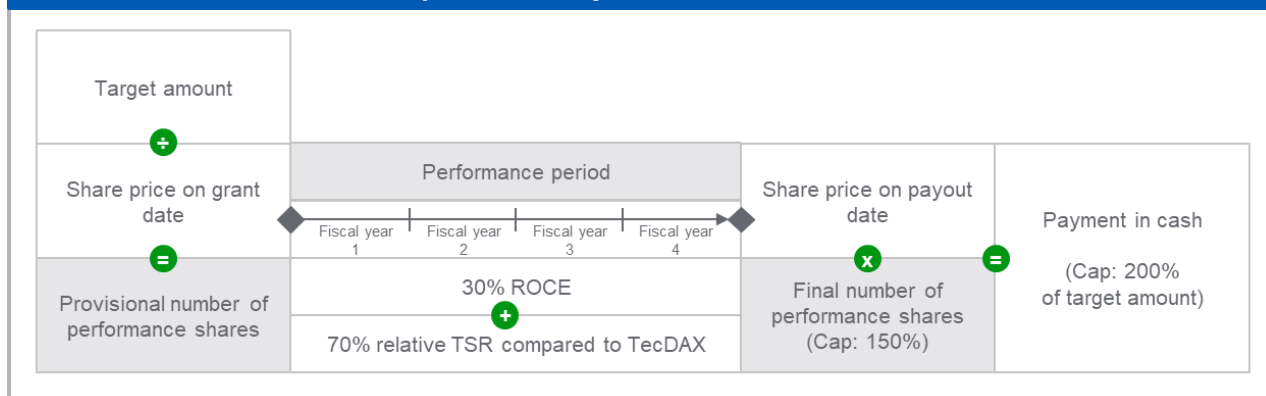 Target amount
÷
Share price on grant
date
=
Provisional number of
performance shares
Performance period
Fiscal year
1
Fiscal year
2
Fiscal year
3
Fiscal year
4
30% ROCE
+
70% relative TSR compared to TecDAX
Share price on payout
date
x
Final number of
performance shares
(Cap: 150%)
=
Payment in cash
(Cap: 200%
of target amount)